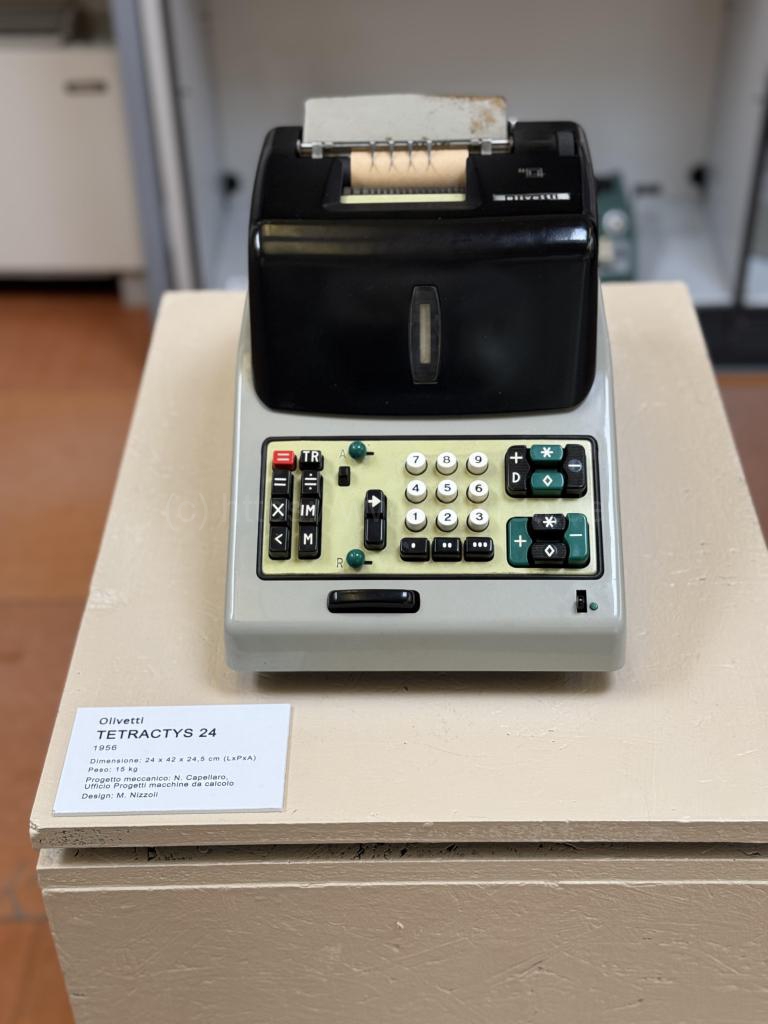 Olivetti
= TR A 7 8 9 + * −
= ÷ 4 5 6 D ◇
X IM → 1 2 3 + * −
< M R • •• ••• ◇
Olivetti
TETRACTYS 24
1956
Dimensione: 24 x 42 x 24,5 cm (LxPxA)
Peso: 15 kg
Progetto meccanico: N. Capellaro,
Ufficio Progetti macchine da calcolo
Design: M. Nizzoli